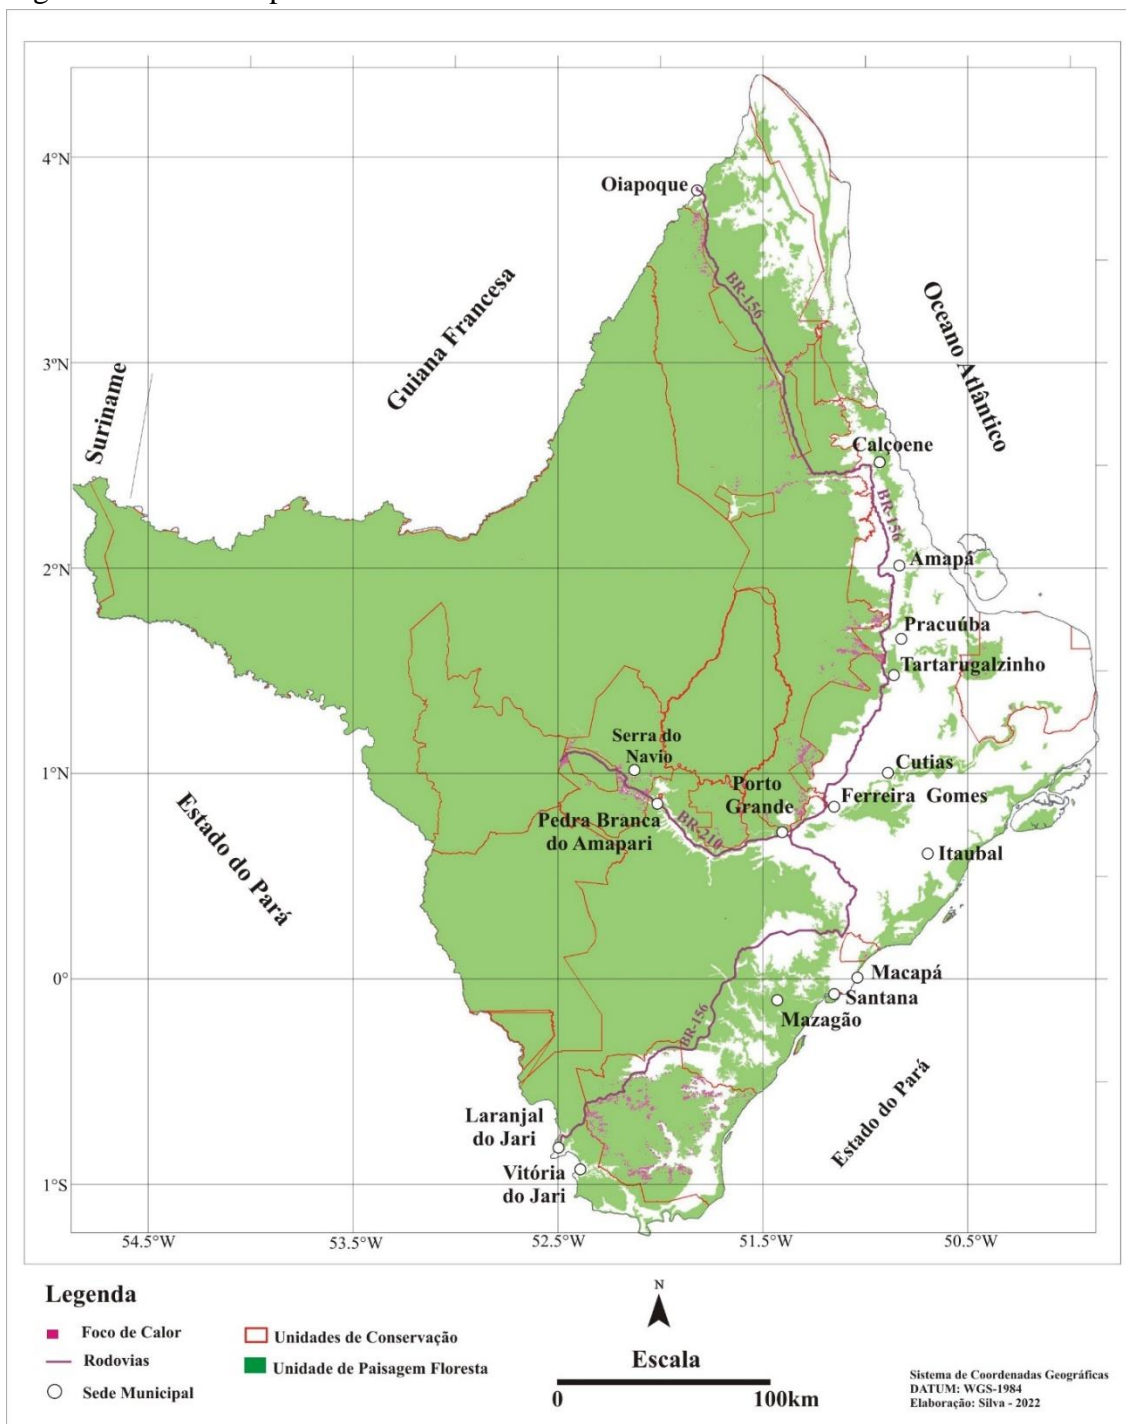 4°N
Oiapoque
BR-156
Guiana Francesa
Oceano Atlântico
3°N
Suriname
Calçoene
BR-156
2°N
Amapá
Pracuúba
Tartarugalzinho
Serra do
Navio
1°N
Cutias
Porto
Grande
Ferreira Gomes
Pedra Branca
do Amapari
BR-210
Itaubal
Estado do Pará
0°
Macapá
Santana
Mazagão
BR-156
Estado do Pará
Laranjal
do Jari
Vitória
do Jari
1°S
54.5°W
53.5°W
52.5°W
51.5°W
50.5°W
Legenda
Foco de Calor
Rodovias
Sede Municipal
Unidades de Conservação
Unidade de Paisagem Floresta
N
Escala
0
100km
Sistema de Coordenadas Geográficas
DATUM: WGS-1984
Elaboração: Silva - 2022